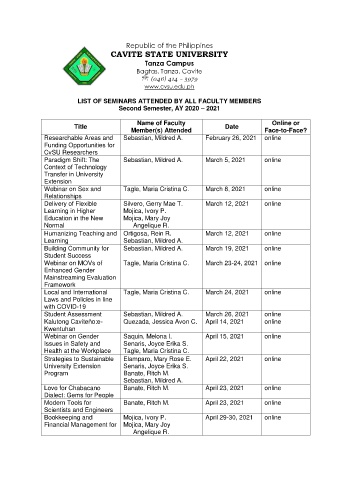 Republic of the Philippines
CAVITE STATE UNIVERSITY
Tanza Campus
Bagtas, Tanza, Cavite
(046) 414 – 3979
www.cvsu.edu.ph
LIST OF SEMINARS ATTENDED BY ALL FACULTY MEMBERS
Second Semester, AY 2020 – 2021
Title Name of Faculty Member(s) Attended Date Online or Face-to-Face?
Researchable Areas and Sebastian, Mildred A. February 26, 2021 online
Funding Opportunities for
CvSU Researchers
Paradigm Shift: The Sebastian, Mildred A. March 5, 2021 online
Context of Technology
Transfer in University
Extension
Webinar on Sex and Tagle, Maria Cristina C. March 8, 2021 online
Relationships
Delivery of Flexible Silvero, Gerry Mae T. March 12, 2021 online
Learning in Higher Mojica, Ivory P.
Education in the New Mojica, Mary Joy
Normal Angelique R.
Humanizing Teaching and Ortigosa, Rein R. March 12, 2021 online
Learning Sebastian, Mildred A.
Building Community for Sebastian, Mildred A. March 19, 2021 online
Student Success
Webinar on MOVs of Tagle, Maria Cristina C. March 23-24, 2021 online
Enhanced Gender
Mainstreaming Evaluation
Framework
Local and International Tagle, Maria Cristina C. March 24, 2021 online
Laws and Policies in line
with COVID-19
Student Assessment Sebastian, Mildred A. March 26, 2021 online
Kalutong Caviteño:e- Quezada, Jessica Avon C. April 14, 2021 online
Kwentuhan
Webinar on Gender Saquin, Melona I. April 15, 2021 online
Issues in Safety and Senaris, Joyce Erika S.
Health at the Workplace Tagle, Maria Cristina C.
Strategies to Sustainable Elamparo, Mary Rose E. April 22, 2021 online
University Extension Senaris, Joyce Erika S.
Program Banate, Ritch M.
Sebastian, Mildred A.
Love for Chabacano Banate, Ritch M. April 23, 2021 online
Dialect: Gems for People
Modern Tools for Banate, Ritch M. April 23, 2021 online
Scientists and Engineers
Bookkeeping and Mojica, Ivory P. April 29-30, 2021 online
Financial Management for Mojica, Mary Joy
Angelique R.